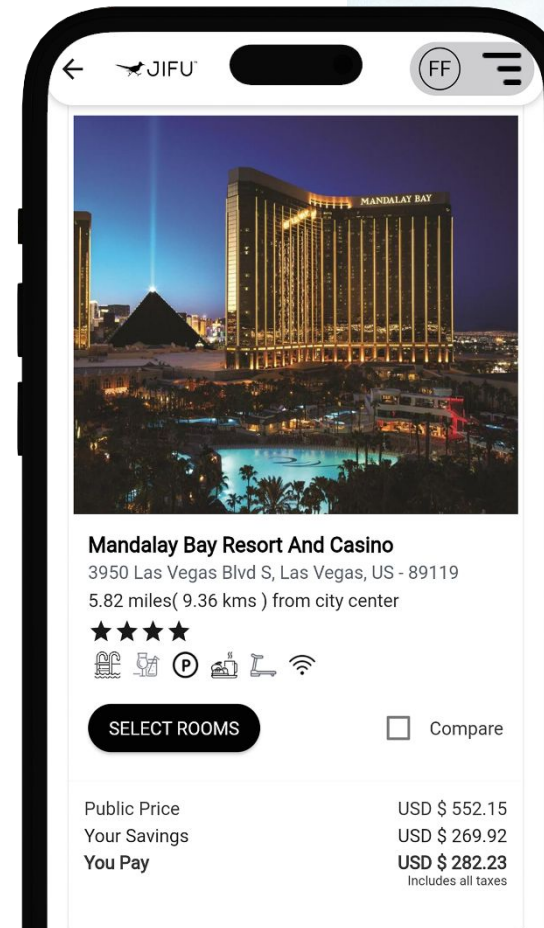 JIFU
FF
MANDALAY BAY
Mandalay Bay Resort And Casino
3950 Las Vegas Blvd S, Las Vegas, US - 89119
5.82 miles( 9.36 kms ) from city center
P
SELECT ROOMS
Compare
Public Price USD $ 552.15
Your Savings USD $ 269.92
You Pay USD $ 282.23
Includes all taxes